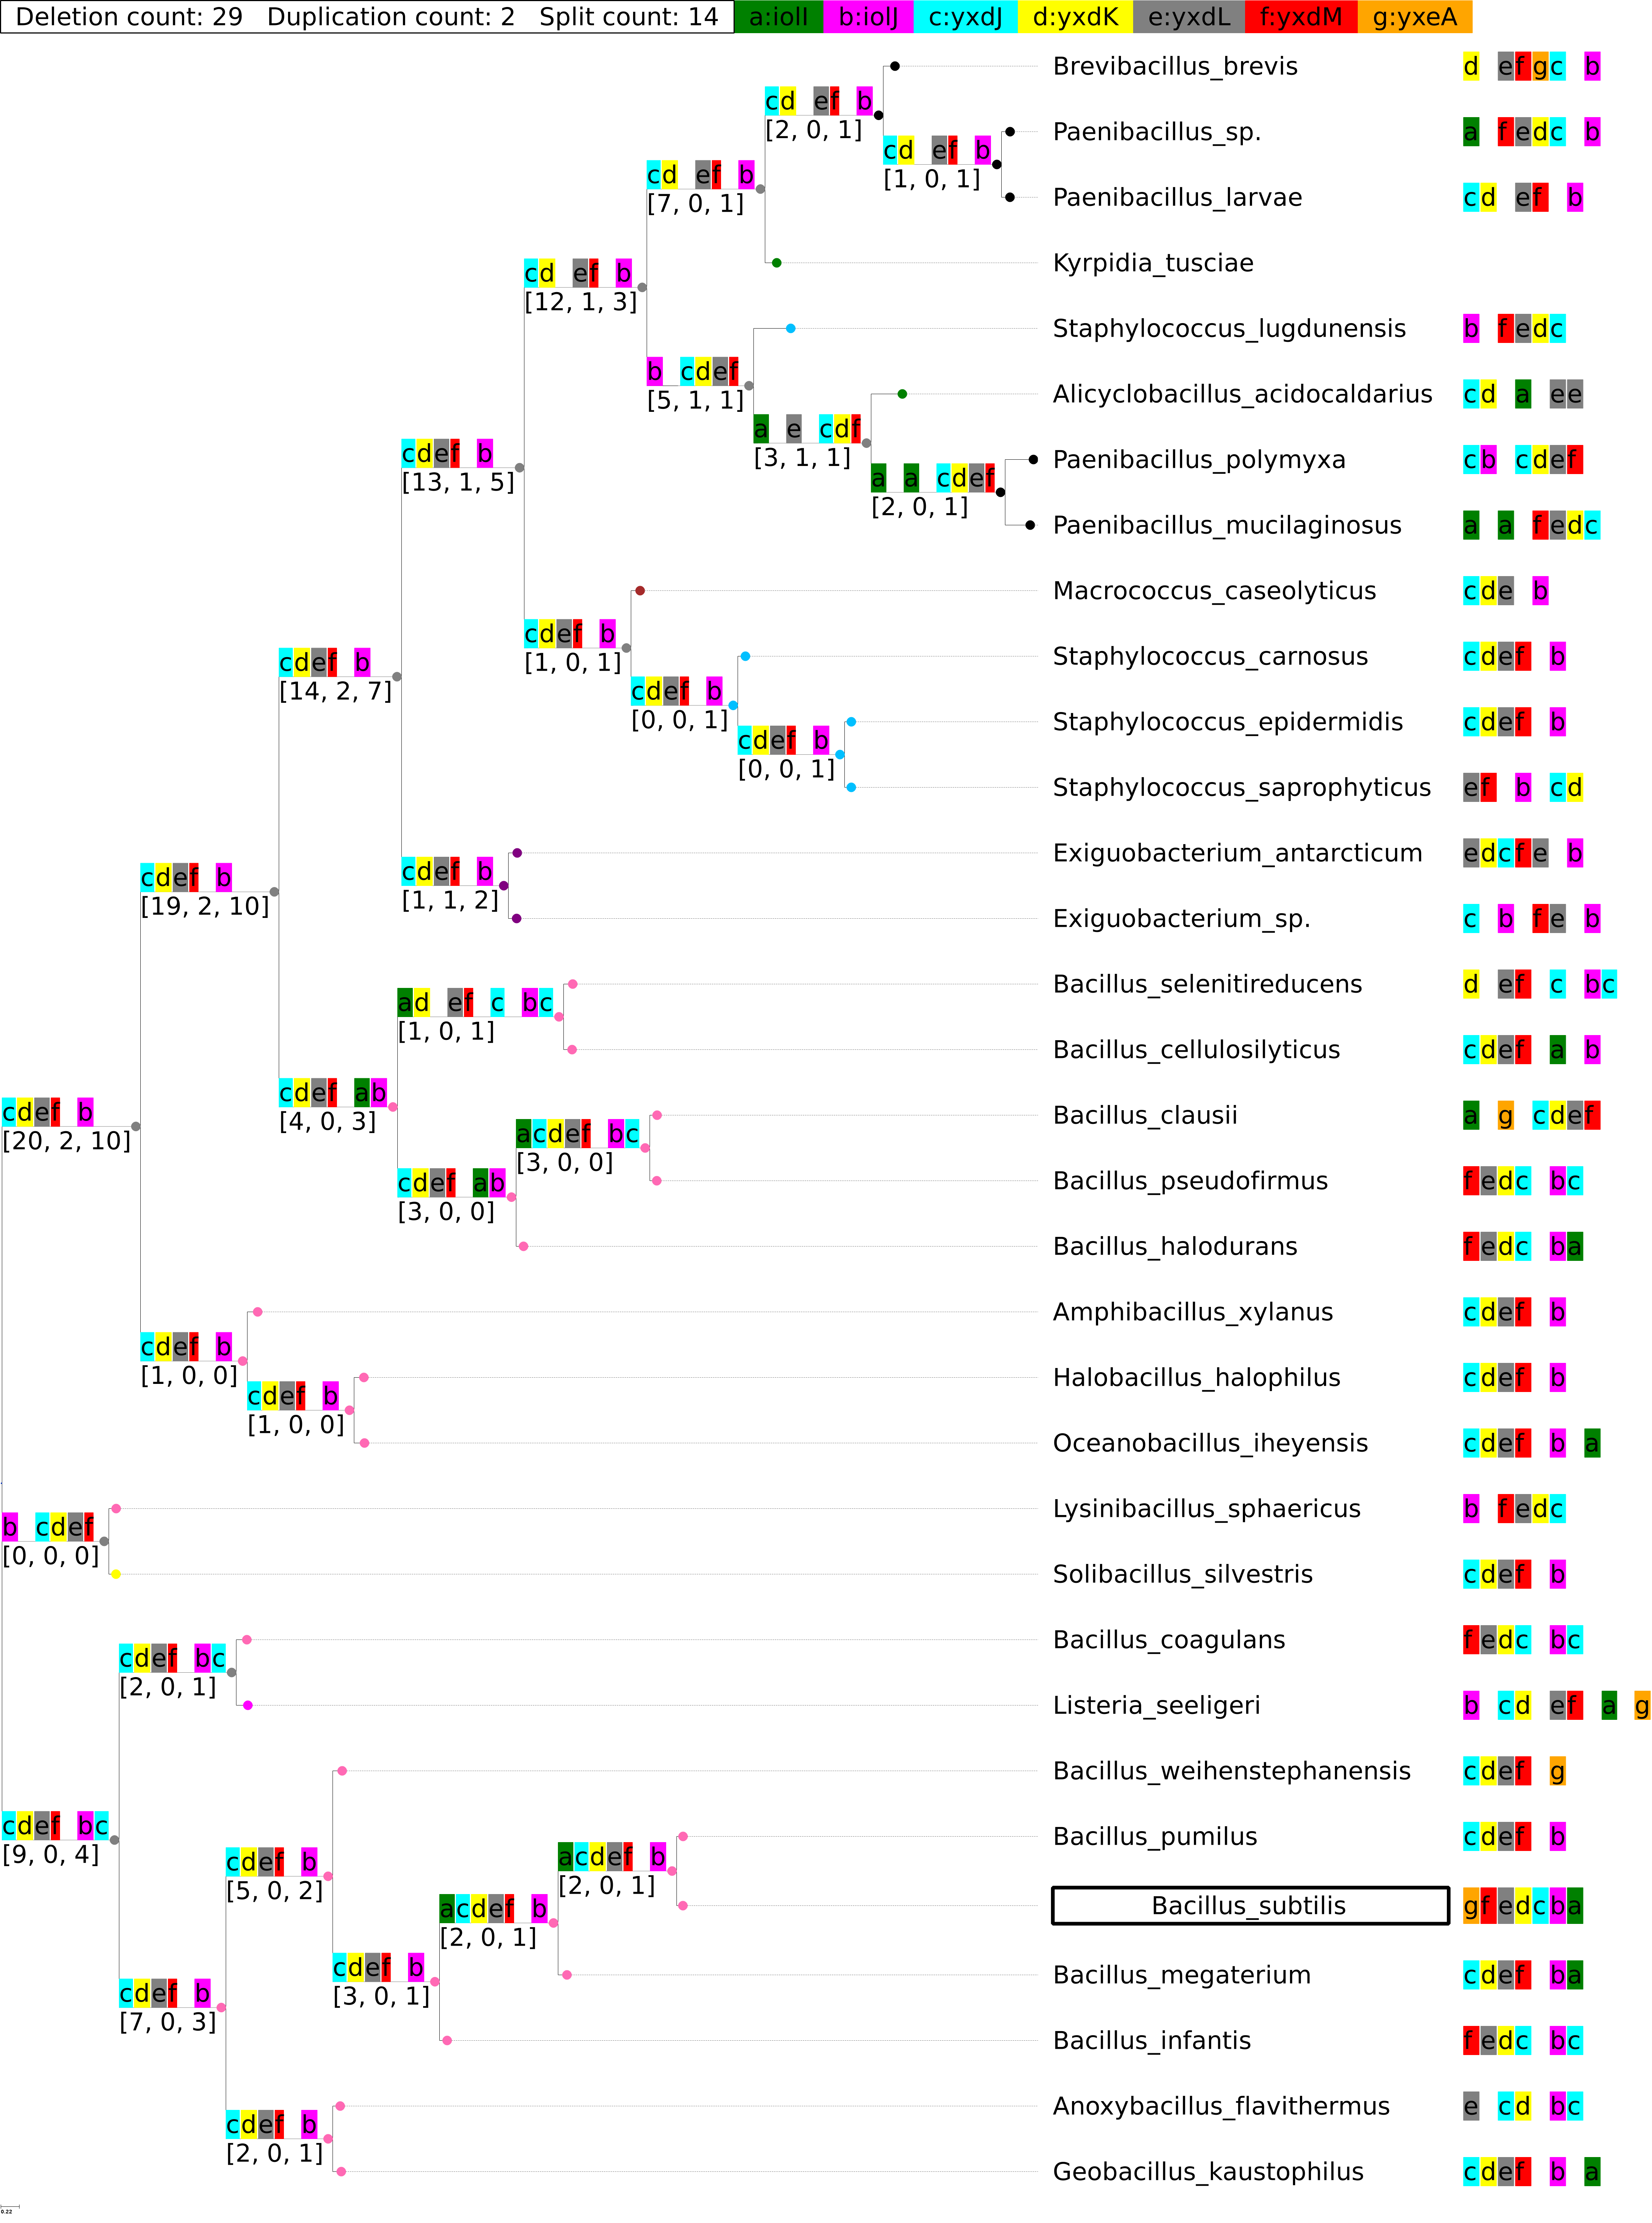 Deletion count: 29 Duplication count: 2 Split count: 14 a:iolI b:iolJ c:yxdJ d:yxdK e:yxdL f:yxdM g:yxeA
Brevibacillus_brevis d efgc b
cd ef b
[2, 0, 1]
Paenibacillus_sp. a fedc b
cd ef b
[1, 0, 1]
cd ef b
[7, 0, 1]
Paenibacillus_larvae cd ef b
Kyrpidia_tusciae
cd ef b
[12, 1, 3]
Staphylococcus_lugdunensis b fedc
b cdef
[5, 1, 1]
Alicyclobacillus_acidocaldarius cd a ee
a e cdf
[3, 1, 1]
cdef b
[13, 1, 5]
Paenibacillus_polymyxa cb cdef
a a cdef
[2, 0, 1]
Paenibacillus_mucilaginosus a a fedc
Macrococcus_caseolyticus cde b
cdef b
[1, 0, 1]
cdef b
[14, 2, 7]
Staphylococcus_carnosus cdef b
cdef b
[0, 0, 1]
Staphylococcus_epidermidis cdef b
cdef b
[0, 0, 1]
Staphylococcus_saprophyticus ef b cd
Exiguobacterium_antarcticum edcfe b
cdef b
[1, 1, 2]
cdef b
[19, 2, 10]
Exiguobacterium_sp. c b fe b
Bacillus_selenitireducens d ef c bc
ad ef c bc
[1, 0, 1]
Bacillus_cellulosilyticus cdef a b
cdef ab
[4, 0, 3]
cdef b
[20, 2, 10]
Bacillus_clausii a g cdef
acdef bc
[3, 0, 0]
Bacillus_pseudofirmus fedc bc
cdef ab
[3, 0, 0]
Bacillus_halodurans fedc ba
Amphibacillus_xylanus cdef b
cdef b
[1, 0, 0]
Halobacillus_halophilus cdef b
cdef b
[1, 0, 0]
Oceanobacillus_iheyensis cdef b a
Lysinibacillus_sphaericus b fedc
b cdef
[0, 0, 0]
Solibacillus_silvestris cdef b
Bacillus_coagulans fedc bc
cdef bc
[2, 0, 1]
Listeria_seeligeri b cd ef a g
Bacillus_weihenstephanensis cdef g
cdef bc
[9, 0, 4]
Bacillus_pumilus cdef b
cdef b
[5, 0, 2]
acdef b
[2, 0, 1]
Bacillus_subtilis gfedcba
acdef b
[2, 0, 1]
Bacillus_megaterium cdef ba
cdef b
[3, 0, 1]
cdef b
[7, 0, 3]
Bacillus_infantis fedc bc
Anoxybacillus_flavithermus e cd bc
cdef b
[2, 0, 1]
Geobacillus_kaustophilus cdef b a
0.22